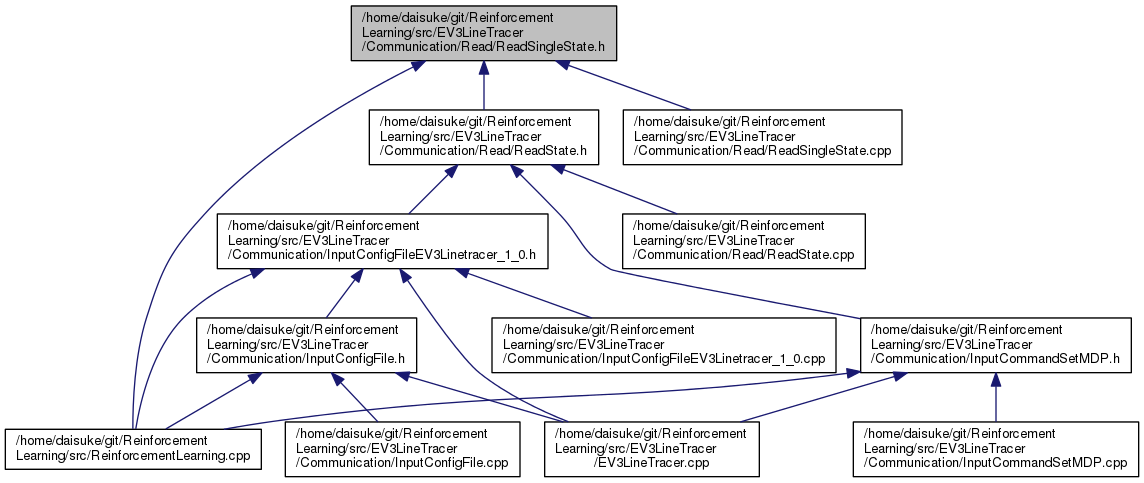 /home/daisuke/git/Reinforcement
Learning/src/EV3LineTracer
/Communication/Read/ReadSingleState.h
/home/daisuke/git/Reinforcement
Learning/src/EV3LineTracer
/Communication/Read/ReadState.h
/home/daisuke/git/Reinforcement
Learning/src/EV3LineTracer
/Communication/Read/ReadSingleState.cpp
/home/daisuke/git/Reinforcement
Learning/src/EV3LineTracer
/Communication/InputConfigFileEV3Linetracer_1_0.h
/home/daisuke/git/Reinforcement
Learning/src/EV3LineTracer
/Communication/Read/ReadState.cpp
/home/daisuke/git/Reinforcement
Learning/src/EV3LineTracer
/Communication/InputConfigFile.h
/home/daisuke/git/Reinforcement
Learning/src/EV3LineTracer
/Communication/InputConfigFileEV3Linetracer_1_0.cpp
/home/daisuke/git/Reinforcement
Learning/src/EV3LineTracer
/Communication/InputCommandSetMDP.h
/home/daisuke/git/Reinforcement
Learning/src/ReinforcementLearning.cpp
/home/daisuke/git/Reinforcement
Learning/src/EV3LineTracer
/Communication/InputConfigFile.cpp
/home/daisuke/git/Reinforcement
Learning/src/EV3LineTracer
/EV3LineTracer.cpp
/home/daisuke/git/Reinforcement
Learning/src/EV3LineTracer
/Communication/InputCommandSetMDP.cpp